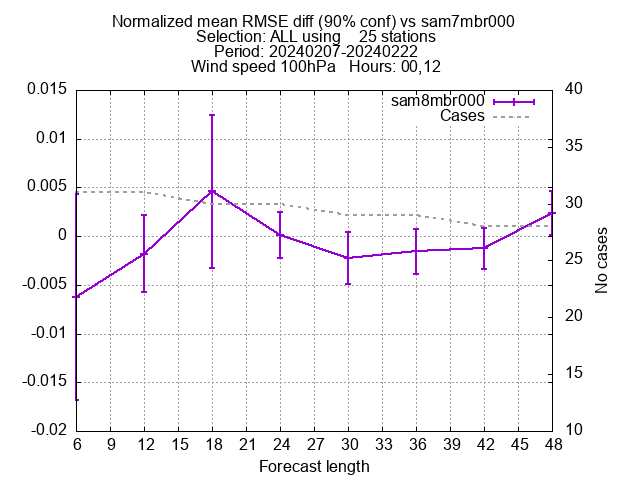 Normalized mean RMSE diff (90% conf) vs sam7mbr000
Selection: ALL using    25 stations
Period: 20240207-20240222
Wind speed 100hPa   Hours: 00,12
sam8mbr000
Cases
0.015
0.01
0.005
0
-0.005
-0.01
-0.015
-0.02
40
35
30
25
20
15
10
No cases
6 9 12 15 18 21 24 27 30 33 36 39 42 45 48
Forecast length